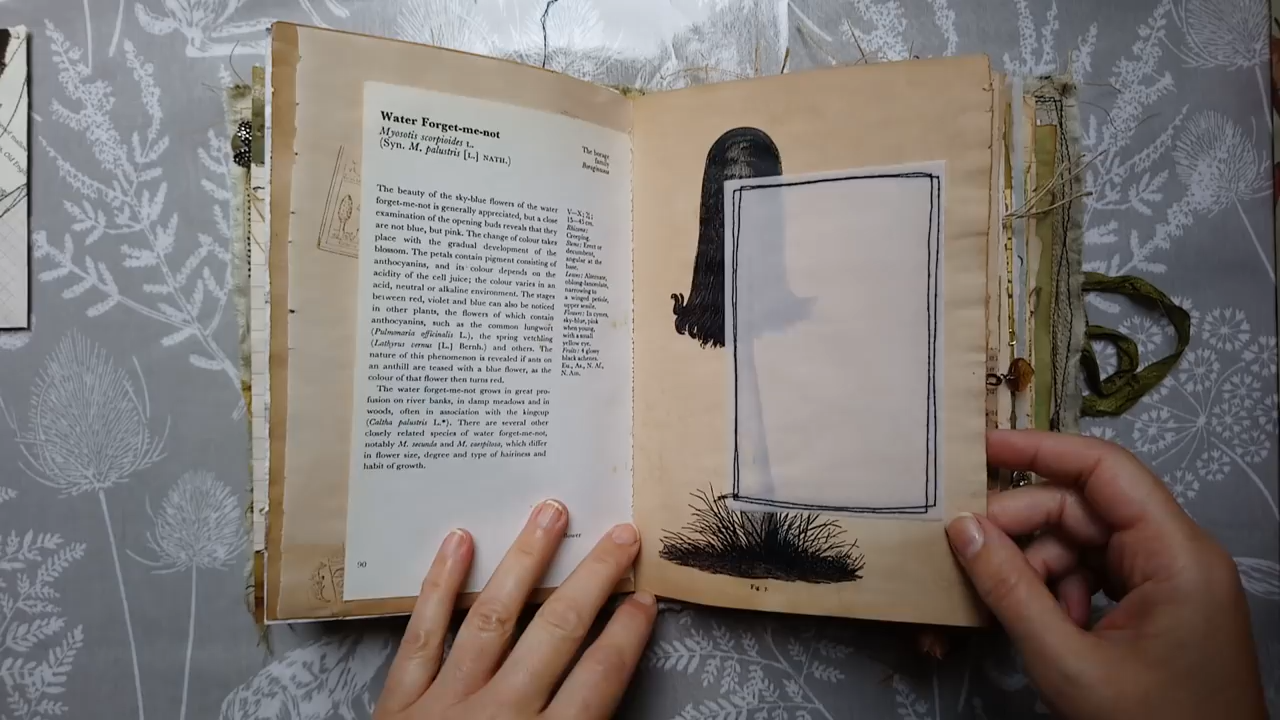 Water Forget-me-not
Myosotis scorpioides L.
(Syn. M. palustris [L.] NATH.)
The borage
family
Boraginaceae
The beauty of the sky-blue flowers of the water
forget-me-not is generally appreciated, but a close
examination of the opening buds reveals that they
are not blue, but pink. The change of colour takes
place with the gradual development of the
blossom. The petals contain pigment consisting of
anthocyanins, and its colour depends on the
acidity of the cell juice; the colour varies in an
acid, neutral or alkaline environment. The stages
between red, violet and blue can also be noticed
in other plants, the flowers of which contain
anthocyanins, such as the common lungwort
(Pulmonaria officinalis L.), the spring vetchling
(Lathyrus vernus [L.] Bernh.) and others. The
nature of this phenomenon is revealed if ants on
an anthill are teased with a blue flower, as the
colour of that flower then turns red.
The water forget-me-not grows in great pro-
fusion on river banks, in damp meadows and in
woods, often in association with the kingcup
(Caltha palustris L.*). There are several other
closely related species of water forget-me-not,
notably M. secunda and M. caespitosa, which differ
in flower size, degree and type of hairiness and
habit of growth.
15—45 cm.
Rhizome:
Creeping
Stems: Erect or
decumbent,
angular at the
base.
Leaves: Alternate,
oblong-lanceolate,
narrowing to
a winged petiole,
upper sessile.
Flowers: In cymes,
sky-blue, pink
when young,
with a small
yellow eye.
Fruits: 4 glossy
black achenes.
Eu., As., N. Af.,
N. Am.
flower
90
Fig.